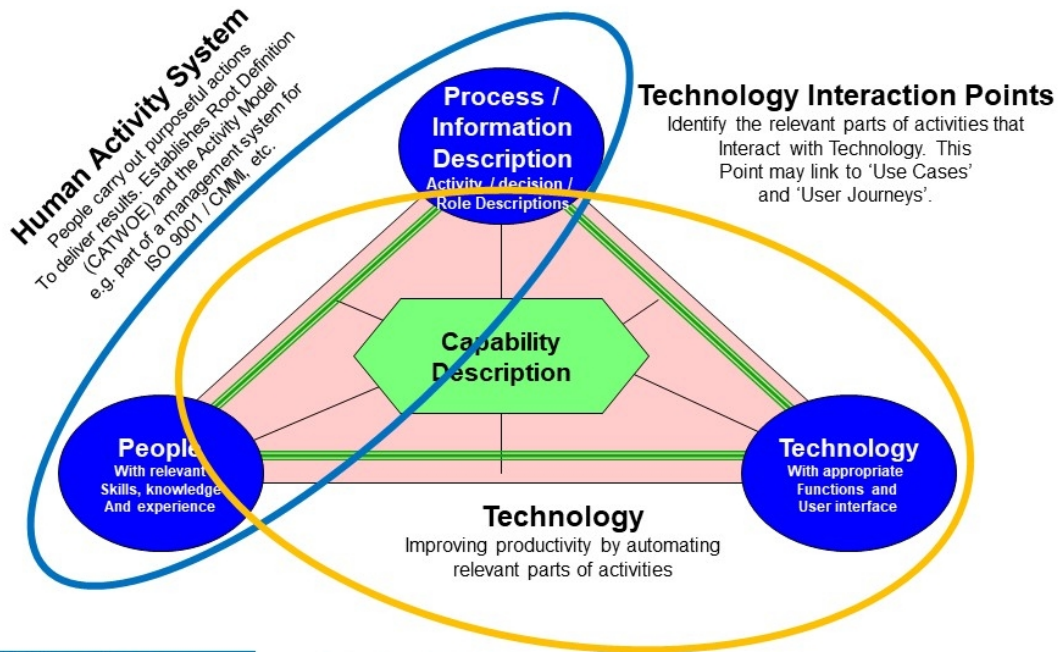 Human Activity System
People carry out purposeful actions
To deliver results, Establishes Root Definition
(CATWOE) and the Activity Model
e.g. part of a management system for
ISO 9001 / CMMI, etc.
Process /
Information
Description
Activity / decision /
Role Descriptions
Technology Interaction Points
Identify the relevant parts of activities that
Interact with Technology. This
Point may link to ‘Use Cases’
and ‘User Journeys’.
Capability
Description
People
With relevant
Skills, knowledge
And experience
Technology
With appropriate
Functions and
User interface
Technology
Improving productivity by automating
relevant parts of activities